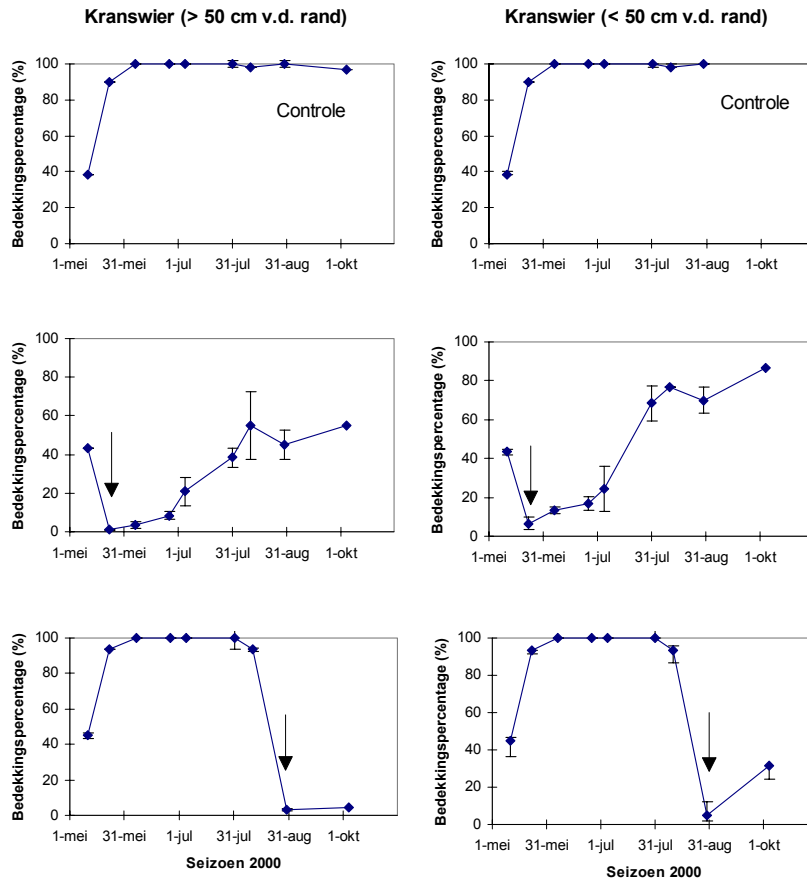 Kranswier (> 50 cm v.d. rand)
Kranswier (< 50 cm v.d. rand)
Bedekkingspercentage (%)
100
80
60
40
20
0
Controle
1-mei 31-mei 1-jul 31-jul 31-aug 1-okt
Bedekkingspercentage (%)
100
80
60
40
20
0
Controle
1-mei 31-mei 1-jul 31-jul 31-aug 1-okt
Bedekkingspercentage (%)
100
80
60
40
20
0
1-mei 31-mei 1-jul 31-jul 31-aug 1-okt
Bedekkingspercentage (%)
100
80
60
40
20
0
1-mei 31-mei 1-jul 31-jul 31-aug 1-okt
Bedekkingspercentage (%)
100
80
60
40
20
0
1-mei 31-mei 1-jul 31-jul 31-aug 1-okt
Seizoen 2000
Bedekkingspercentage (%)
100
80
60
40
20
0
1-mei 31-mei 1-jul 31-jul 31-aug 1-okt
Seizoen 2000